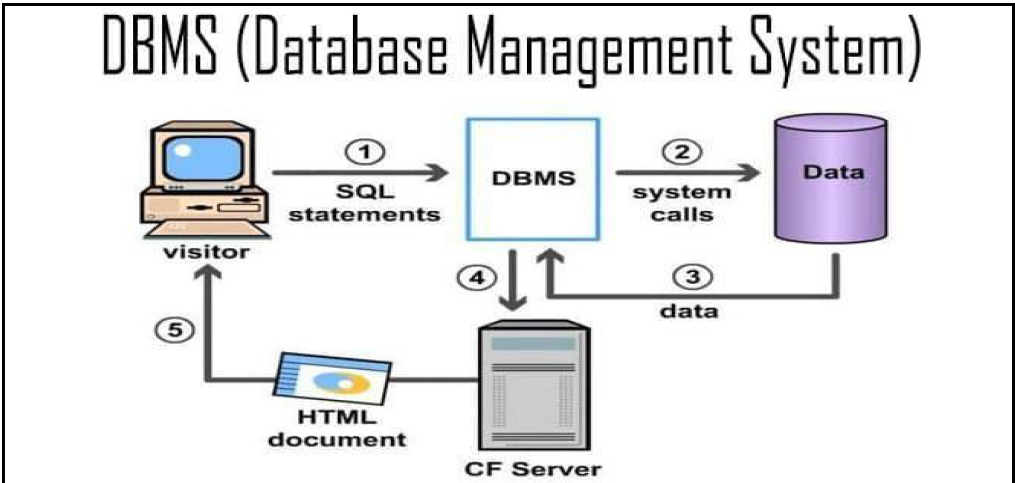 DBMS (Database Management System)
1
SQL
statements
DBMS
2
system
calls
Data
visitor
4
3
data
5
HTML
document
CF Server